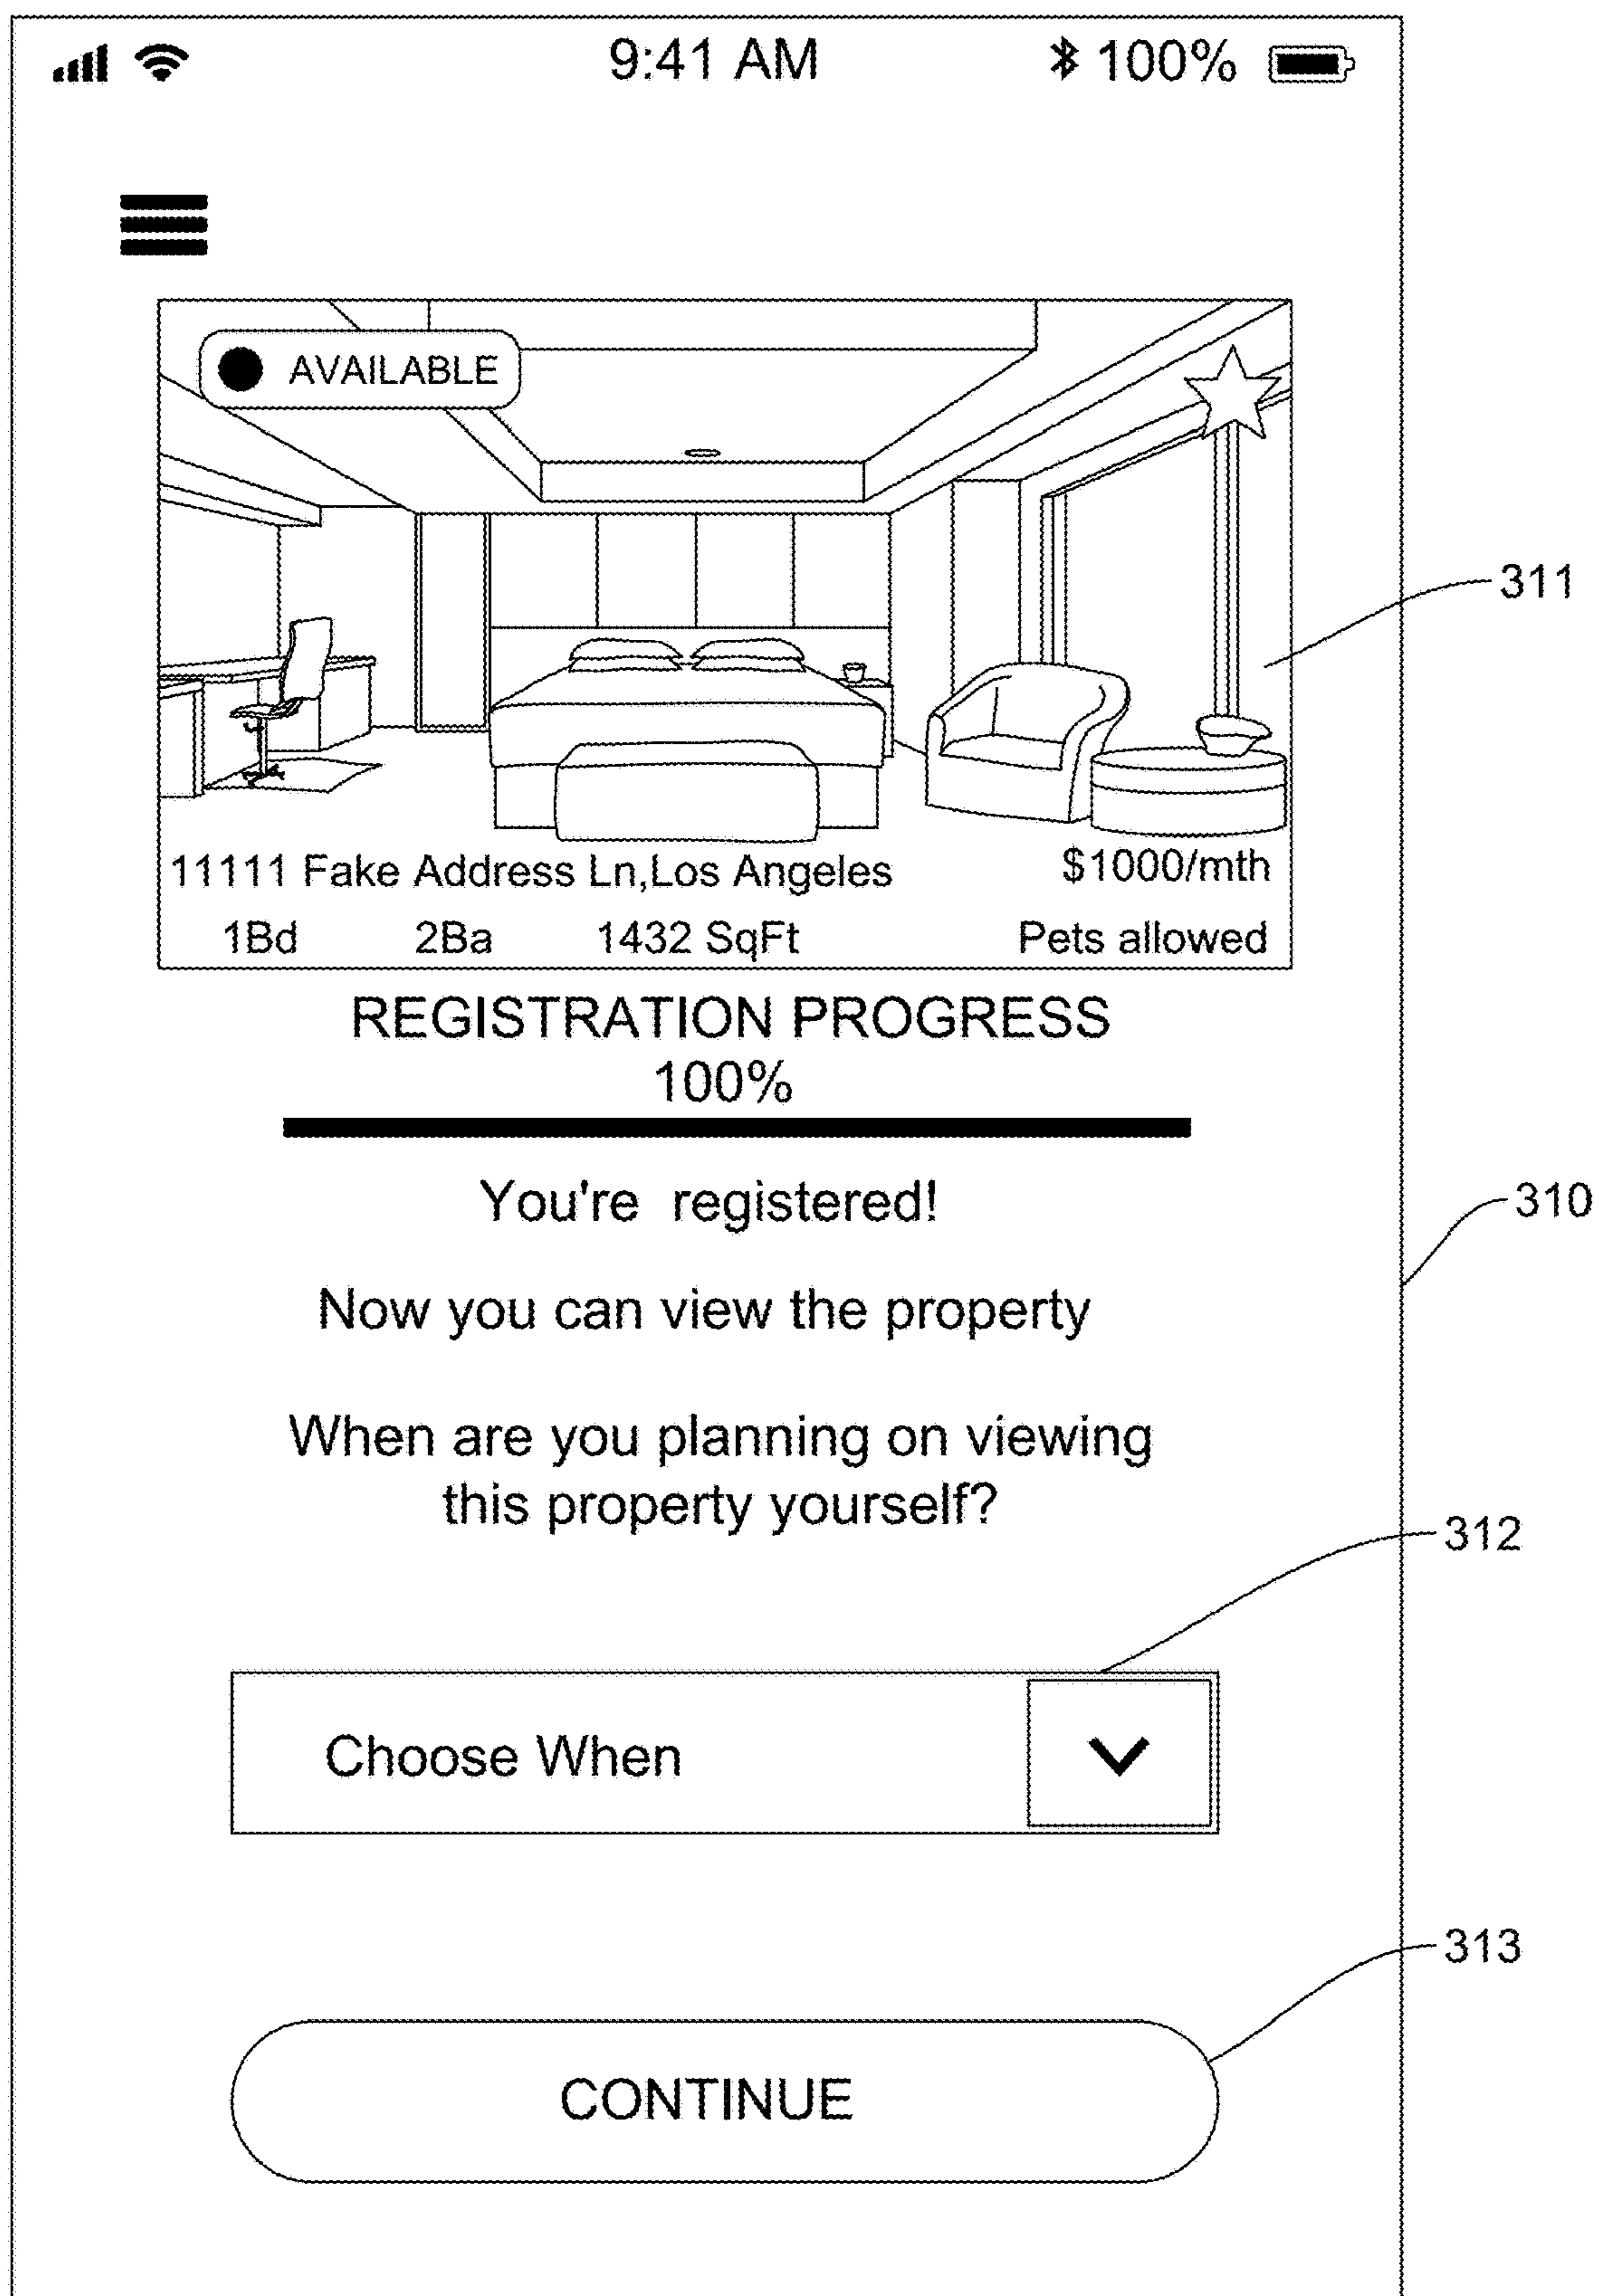 9:41 AM 100%
AVAILABLE
311
11111 Fake Address Ln,Los Angeles $1000/mth
1Bd 2Ba 1432 SqFt Pets allowed
REGISTRATION PROGRESS
100%
You're registered!
310
Now you can view the property
When are you planning on viewing
this property yourself?
312
Choose When
313
CONTINUE